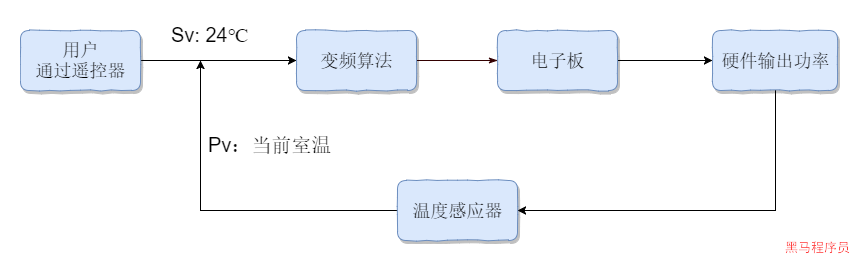 用户
通过遥控器
Sv: 24℃
变频算法
电子板
硬件输出功率
Pv：当前室温
温度感应器
黑马程序员